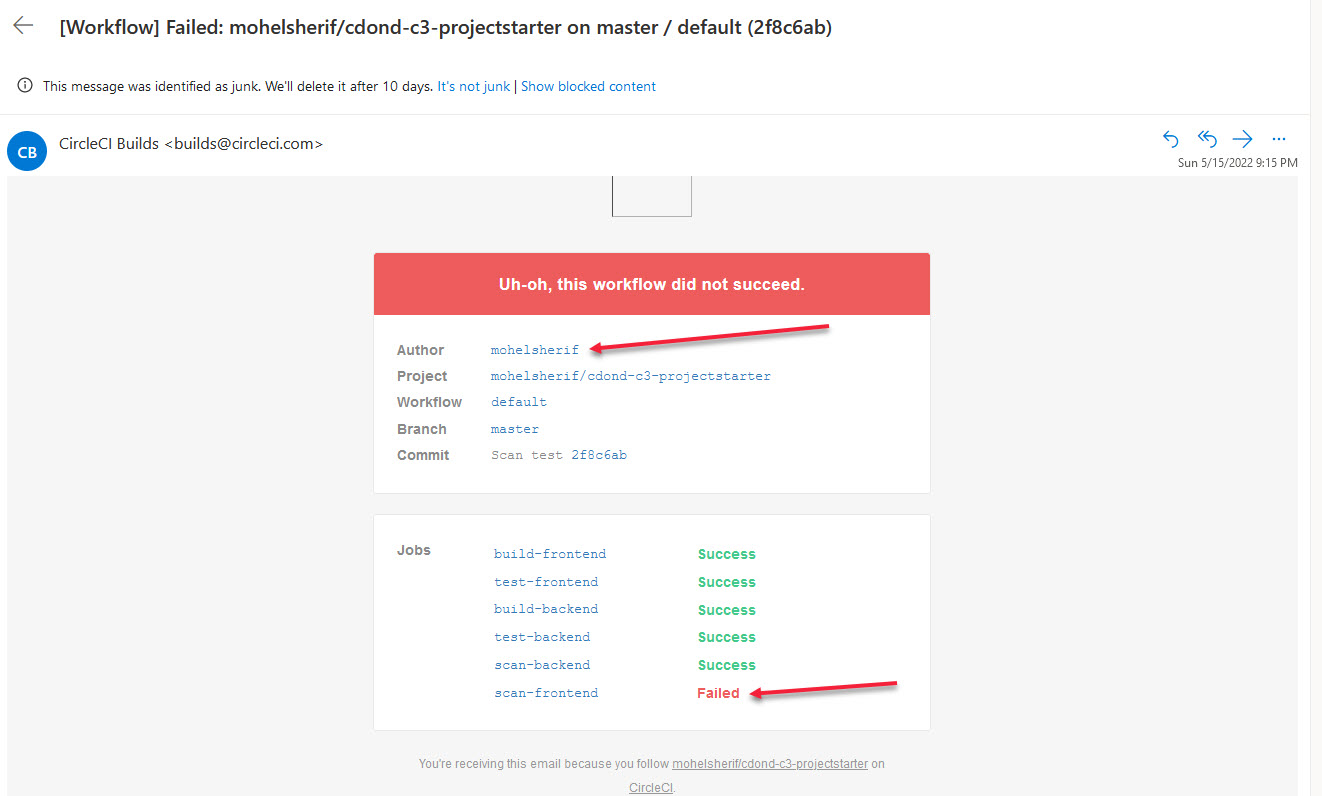 [Workflow] Failed: mohelsherif/cdond-c3-projectstarter on master / default (2f8c6ab)
This message was identified as junk. We'll delete it after 10 days. It's not junk | Show blocked content
CB
CircleCI Builds <builds@circleci.com>
Sun 5/15/2022 9:15 PM
Uh-oh, this workflow did not succeed.
Author mohelsherif
Project mohelsherif/cdond-c3-projectstarter
Workflow default
Branch master
Commit Scan test 2f8c6ab
Jobs build-frontend Success
test-frontend Success
build-backend Success
test-backend Success
scan-backend Success
scan-frontend Failed
You're receiving this email because you follow mohelsherif/cdond-c3-projectstarter on
CircleCI.